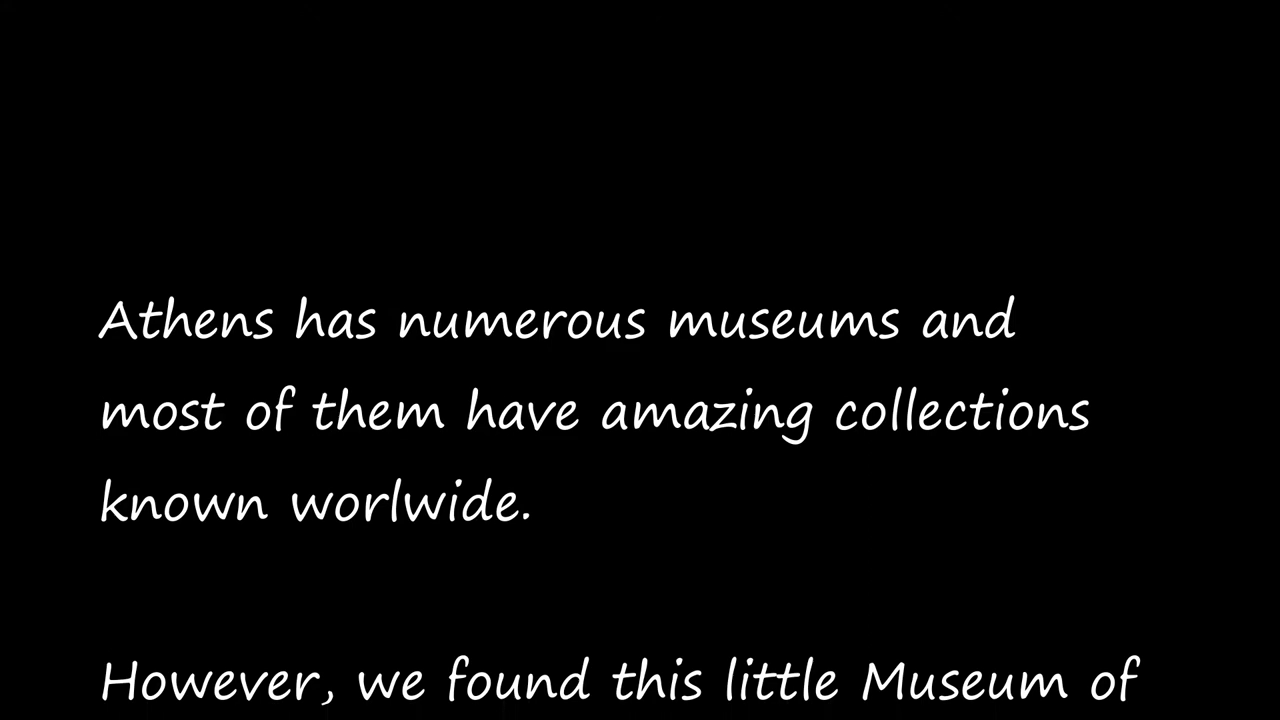 Athens has numerous museums and
most of them have amazing collections
known worlwide.
However, we found this little Museum of